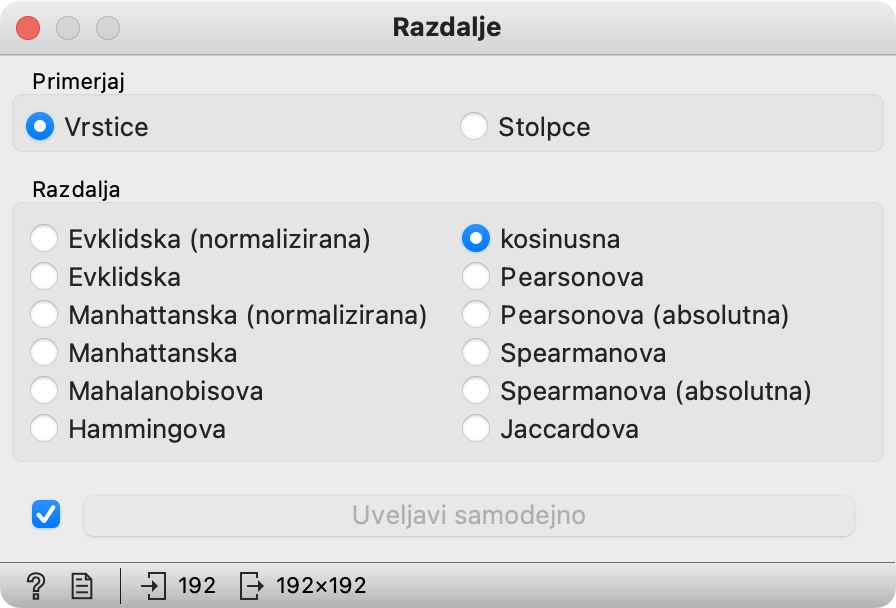 Razdalje
Primerjaj
Vrstice Stolpce
Razdalja
Evklidska (normalizirana) kosinusna
Evklidska Pearsonova
Manhattanska (normalizirana) Pearsonova (absolutna)
Manhattanska Spearmanova
Mahalanobisova Spearmanova (absolutna)
Hammingova Jaccardova
Uveljavi samodejno
? 192 192×192